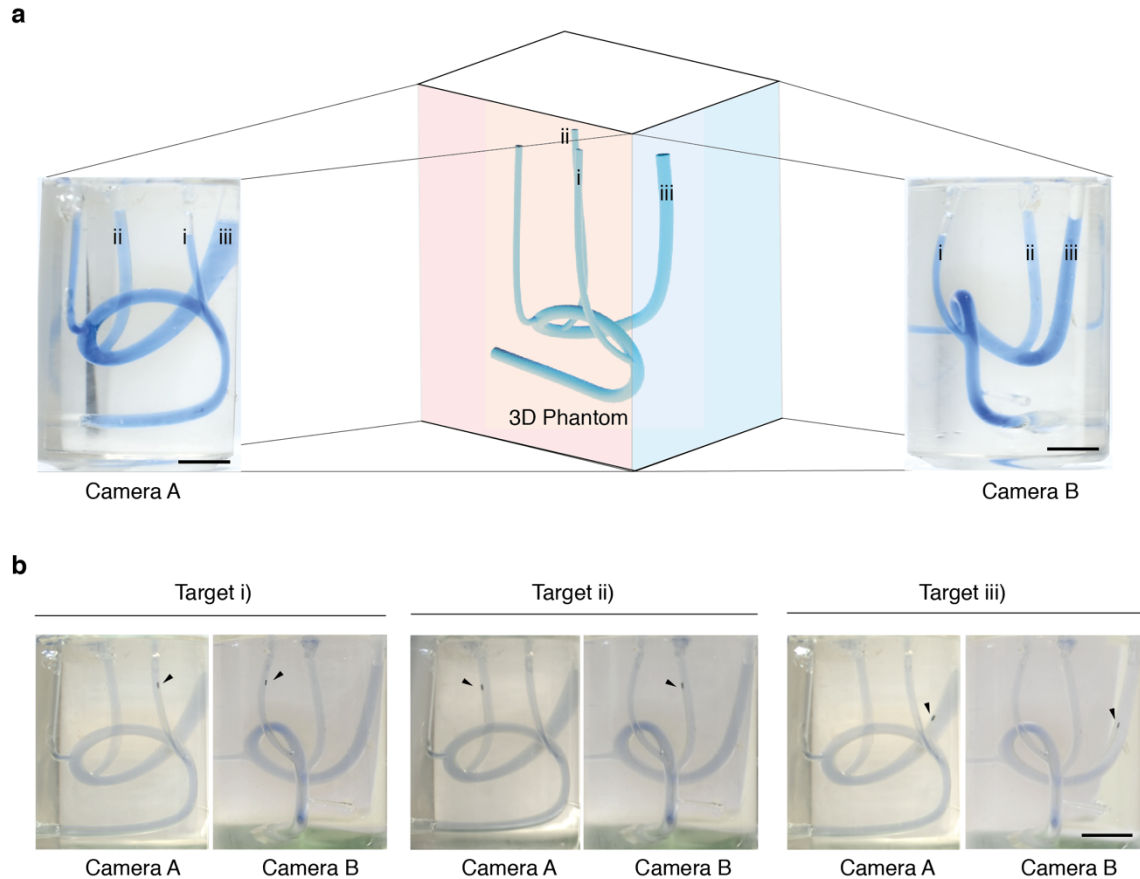 a
ii
i
iii
ii
i
iii
i
ii
iii
3D Phantom
Camera A
Camera B
b
Target i)
Target ii)
Target iii)
Camera A
Camera B
Camera A
Camera B
Camera A
Camera B